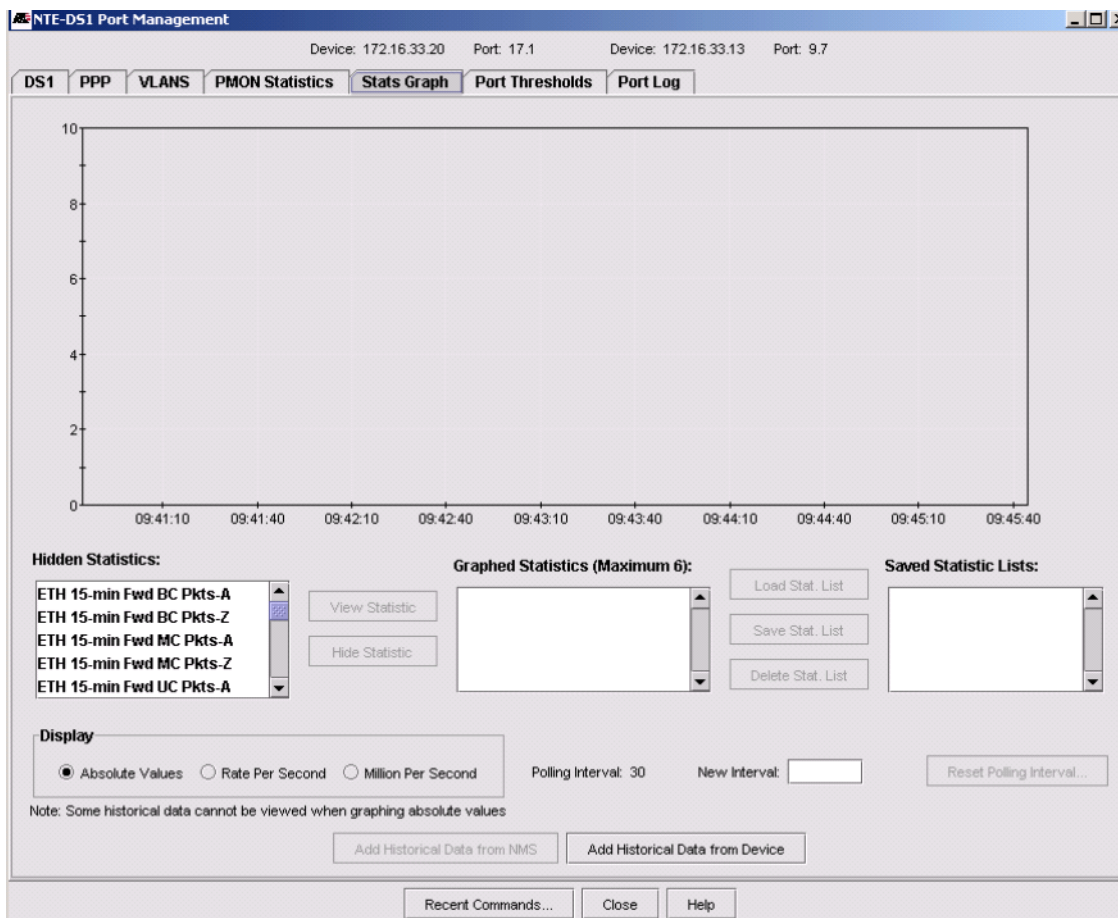 NTE-DS1 Port Management
Device: 172.16.33.20 Port: 17.1 Device: 172.16.33.13 Port: 9.7
DS1 PPP VLANS PMON Statistics Stats Graph Port Thresholds Port Log
10
8
6
4
2
0
09:41:10 09:41:40 09:42:10 09:42:40 09:43:10 09:43:40 09:44:10 09:44:40 09:45:10 09:45:40
Hidden Statistics:
ETH 15-min Fwd BC Pkts-A
ETH 15-min Fwd BC Pkts-Z
ETH 15-min Fwd MC Pkts-A
ETH 15-min Fwd MC Pkts-Z
ETH 15-min Fwd UC Pkts-A
View Statistic
Hide Statistic
Graphed Statistics (Maximum 6):
Load Stat. List
Save Stat. List
Delete Stat. List
Saved Statistic Lists:
Display
Absolute Values Rate Per Second Million Per Second
Polling Interval: 30 New Interval: Reset Polling Interval...
Note: Some historical data cannot be viewed when graphing absolute values
Add Historical Data from NMS Add Historical Data from Device
Recent Commands... Close Help